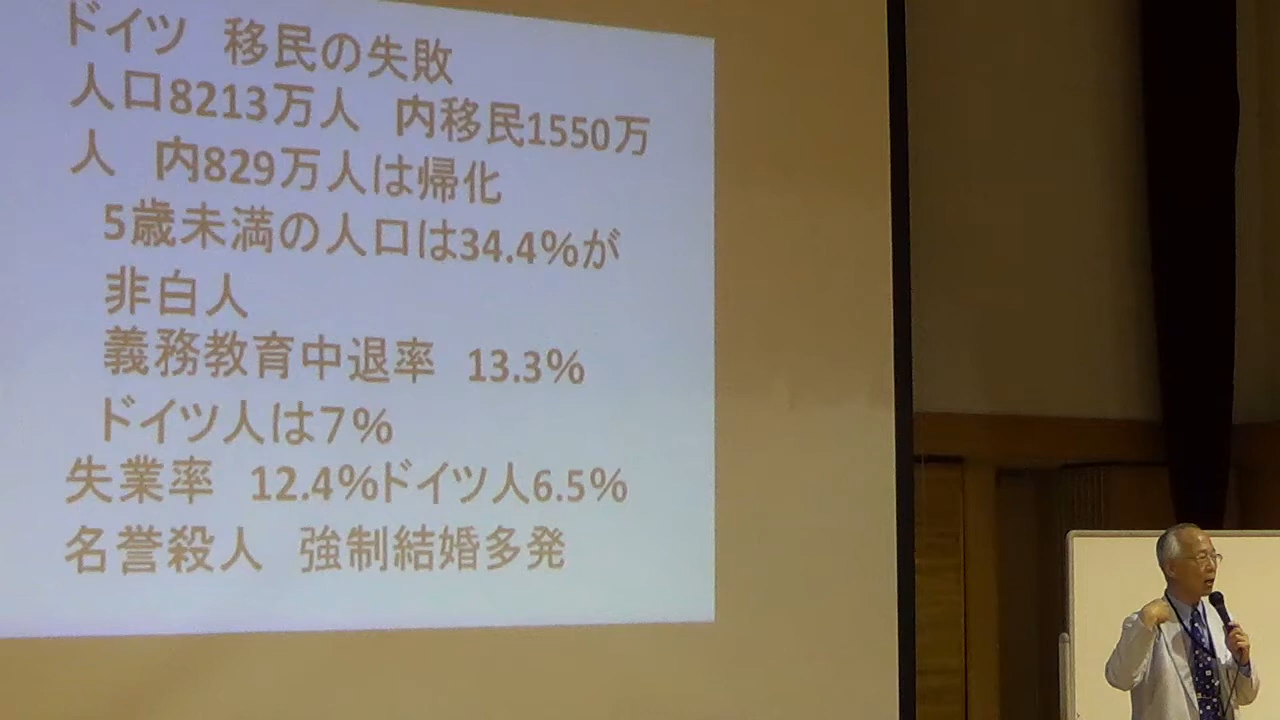 ドイツ　移民の失敗
人口8213万人　内移民1550万
人　内829万人は帰化
5歳未満の人口は34.4%が
非白人
義務教育中退率　13.3%
ドイツ人は７%
失業率　12.4%ドイツ人6.5%
名誉殺人　強制結婚多発